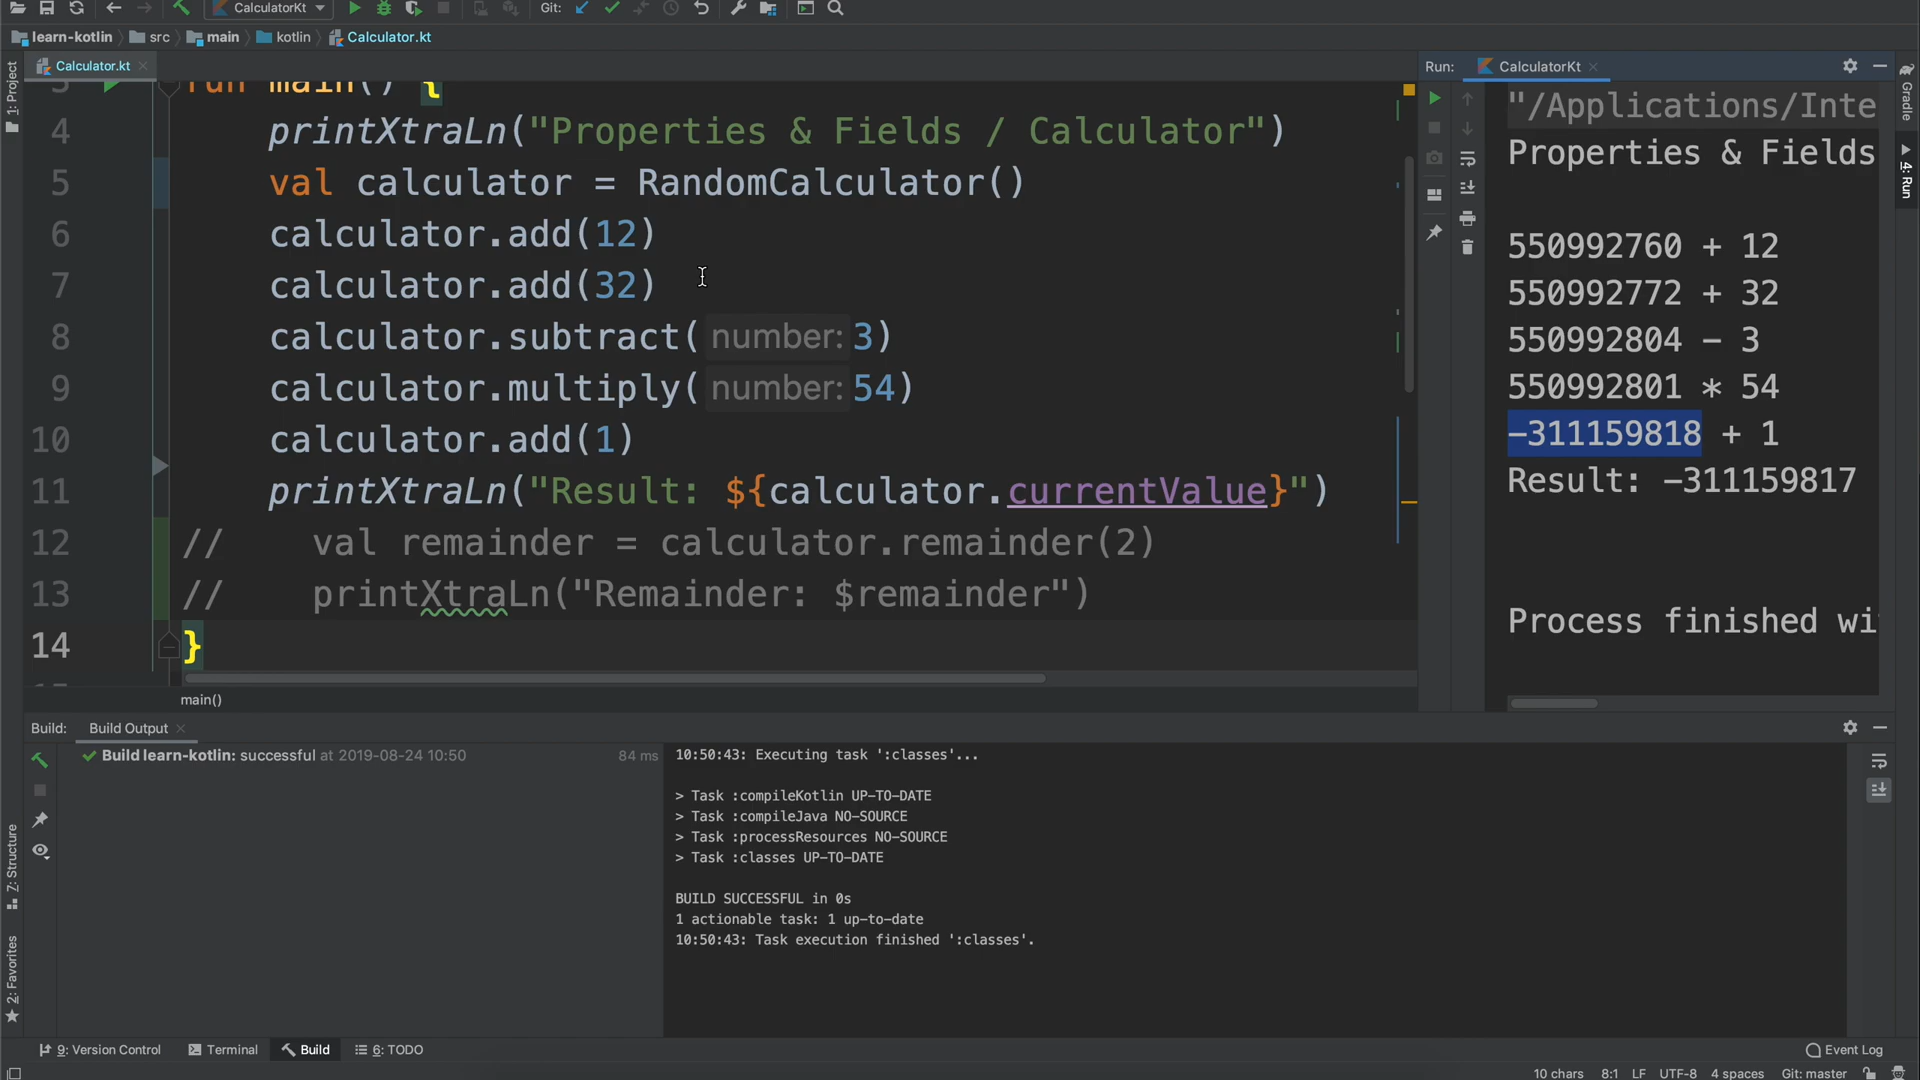 CalculatorKt
Git:
learn-kotlin
src
main
kotlin
Calculator.kt
Calculator.kt
1: Project
3 fun main() {
4 printXtraLn("Properties & Fields / Calculator")
5 val calculator = RandomCalculator()
6 calculator.add(12)
7 calculator.add(32)
8 calculator.subtract( number: 3)
9 calculator.multiply( number: 54)
10 calculator.add(1)
11 printXtraLn("Result: ${calculator.currentValue}")
12 // val remainder = calculator.remainder(2)
13 // printXtraLn("Remainder: $remainder")
14 }
main()
Run: CalculatorKt
"/Applications/Inte
Properties & Fields
550992760 + 12
550992772 + 32
550992804 – 3
550992801 * 54
–311159818 + 1
Result: –311159817
Process finished wi
Gradle
4: Run
Build: Build Output
Build learn-kotlin: successful at 2019-08-24 10:50 84 ms
10:50:43: Executing task ':classes'...
> Task :compileKotlin UP-TO-DATE
> Task :compileJava NO-SOURCE
> Task :processResources NO-SOURCE
> Task :classes UP-TO-DATE
BUILD SUCCESSFUL in 0s
1 actionable task: 1 up-to-date
10:50:43: Task execution finished ':classes'.
Z: Structure
2: Favorites
9: Version Control
Terminal
Build
6: TODO
Event Log
10 chars 8:1 LF UTF-8 4 spaces Git: master